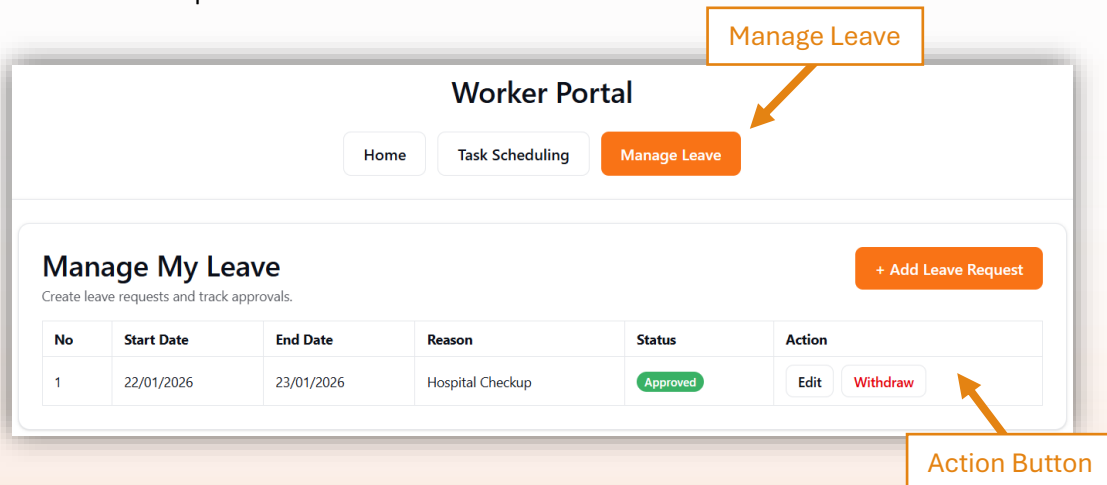 Manage Leave
Worker Portal
Home Task Scheduling Manage Leave
Manage My Leave
+ Add Leave Request
Create leave requests and track approvals.
No Start Date End Date Reason Status Action
1 22/01/2026 23/01/2026 Hospital Checkup Approved Edit Withdraw
Action Button